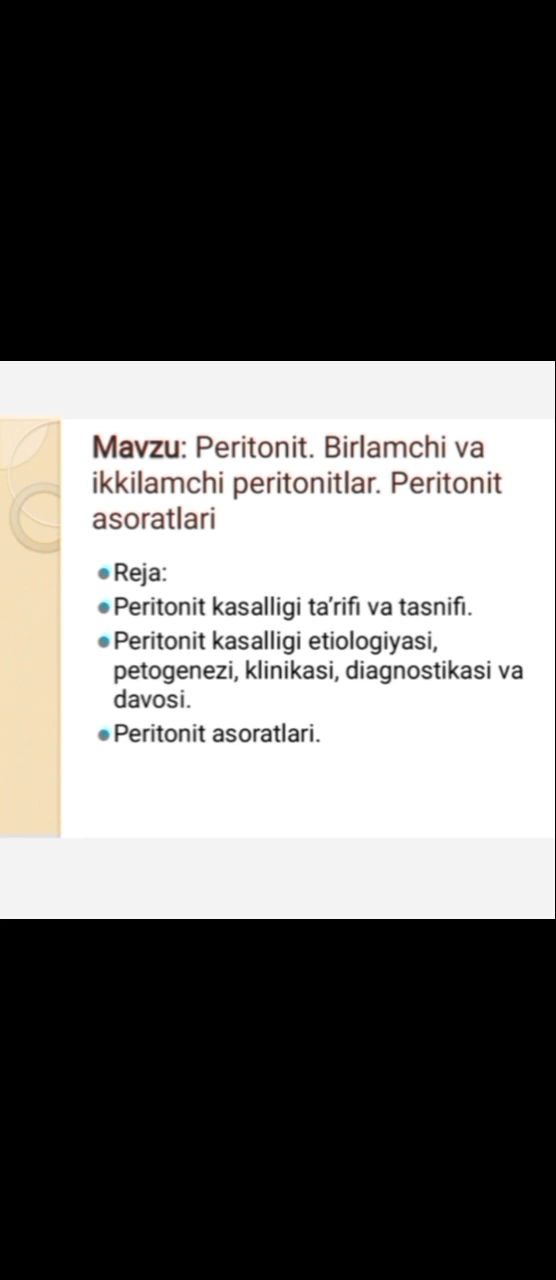 Mavzu: Peritonit. Birlamchi va
ikkilamchi peritonitlar. Peritonit
asoratlari
Reja:
Peritonit kasalligi ta'rifi va tasnifi.
Peritonit kasalligi etiologiyasi,
petogenezi, klinikasi, diagnostikasi va
davosi.
Peritonit asoratlari.